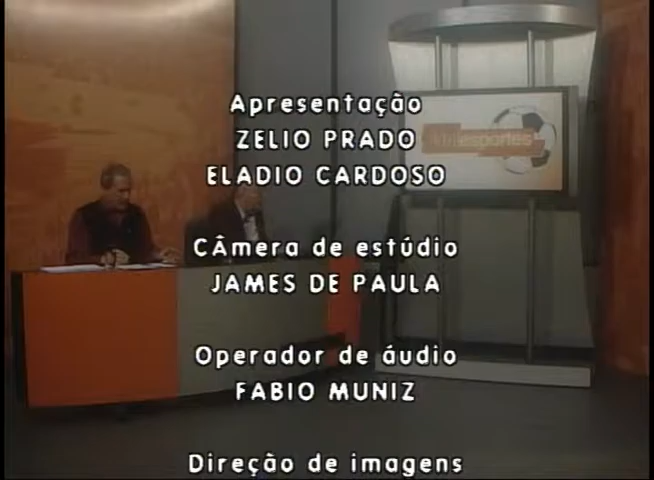 Apresentação
ZELIO PRADO
ELADIO CARDOSO
CÂmera de estúdio
JAMES DE PAULA
Operador de áudio
FABIO MUNIZ
Direção de imagens